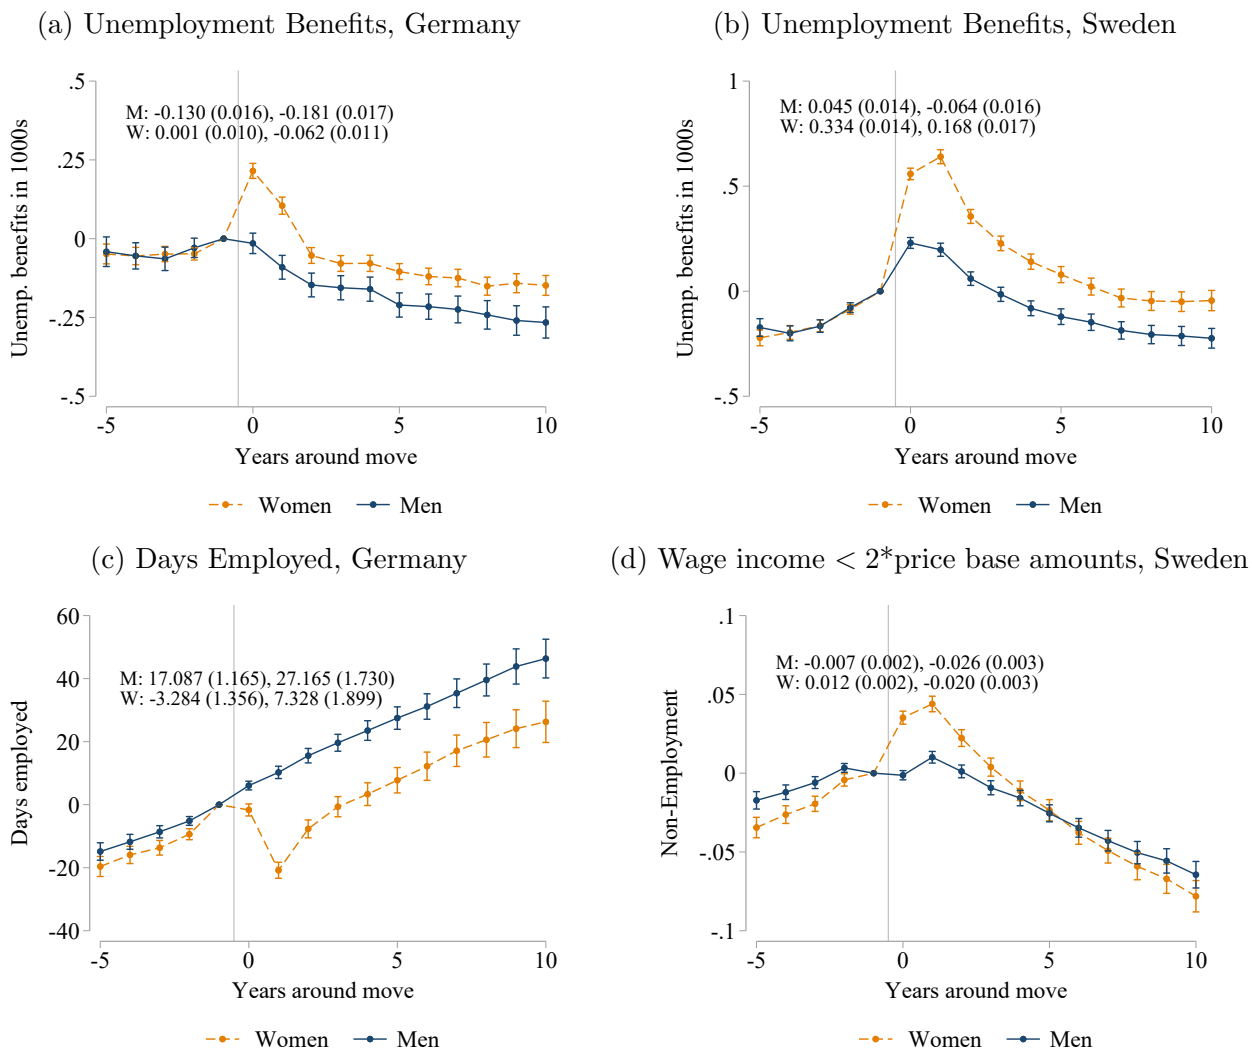 (a) Unemployment Benefits, Germany
Unemp. benefits in 1000s
.5
.25
0
-.25
-.5
M: -0.130 (0.016), -0.181 (0.017)
W: 0.001 (0.010), -0.062 (0.011)
-5 0 5 10
Years around move
Women Men
(b) Unemployment Benefits, Sweden
Unemp. benefits in 1000s
1
.5
0
-.5
M: 0.045 (0.014), -0.064 (0.016)
W: 0.334 (0.014), 0.168 (0.017)
-5 0 5 10
Years around move
Women Men
(c) Days Employed, Germany
Days employed
60
40
20
0
-20
-40
M: 17.087 (1.165), 27.165 (1.730)
W: -3.284 (1.356), 7.328 (1.899)
-5 0 5 10
Years around move
Women Men
(d) Wage income < 2*price base amounts, Sweden
Non-Employment
.1
.05
0
-.05
-.1
M: -0.007 (0.002), -0.026 (0.003)
W: 0.012 (0.002), -0.020 (0.003)
-5 0 5 10
Years around move
Women Men